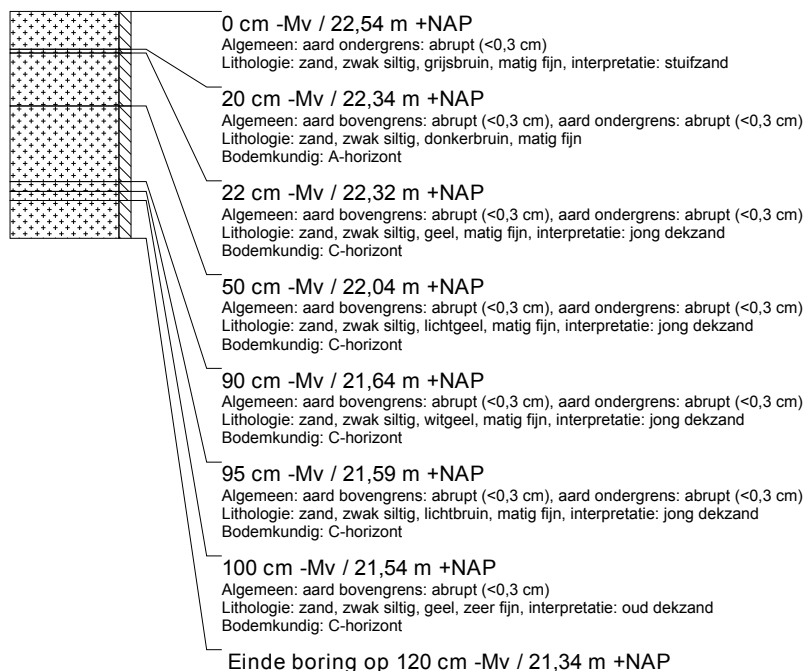 0 cm -Mv / 22,54 m +NAP
Algemeen: aard ondergrens: abrupt (<0,3 cm)
Lithologie: zand, zwak siltig, grijsbruin, matig fijn, interpretatie: stuifzand
20 cm -Mv / 22,34 m +NAP
Algemeen: aard bovengrens: abrupt (<0,3 cm), aard ondergrens: abrupt (<0,3 cm)
Lithologie: zand, zwak siltig, donkerbruin, matig fijn
Bodemkundig: A-horizont
22 cm -Mv / 22,32 m +NAP
Algemeen: aard bovengrens: abrupt (<0,3 cm), aard ondergrens: abrupt (<0,3 cm)
Lithologie: zand, zwak siltig, geel, matig fijn, interpretatie: jong dekzand
Bodemkundig: C-horizont
50 cm -Mv / 22,04 m +NAP
Algemeen: aard bovengrens: abrupt (<0,3 cm), aard ondergrens: abrupt (<0,3 cm)
Lithologie: zand, zwak siltig, lichtgeel, matig fijn, interpretatie: jong dekzand
Bodemkundig: C-horizont
90 cm -Mv / 21,64 m +NAP
Algemeen: aard bovengrens: abrupt (<0,3 cm), aard ondergrens: abrupt (<0,3 cm)
Lithologie: zand, zwak siltig, witgeel, matig fijn, interpretatie: jong dekzand
Bodemkundig: C-horizont
95 cm -Mv / 21,59 m +NAP
Algemeen: aard bovengrens: abrupt (<0,3 cm), aard ondergrens: abrupt (<0,3 cm)
Lithologie: zand, zwak siltig, lichtbruin, matig fijn, interpretatie: jong dekzand
Bodemkundig: C-horizont
100 cm -Mv / 21,54 m +NAP
Algemeen: aard bovengrens: abrupt (<0,3 cm)
Lithologie: zand, zwak siltig, geel, zeer fijn, interpretatie: oud dekzand
Bodemkundig: C-horizont
Einde boring op 120 cm -Mv / 21,34 m +NAP